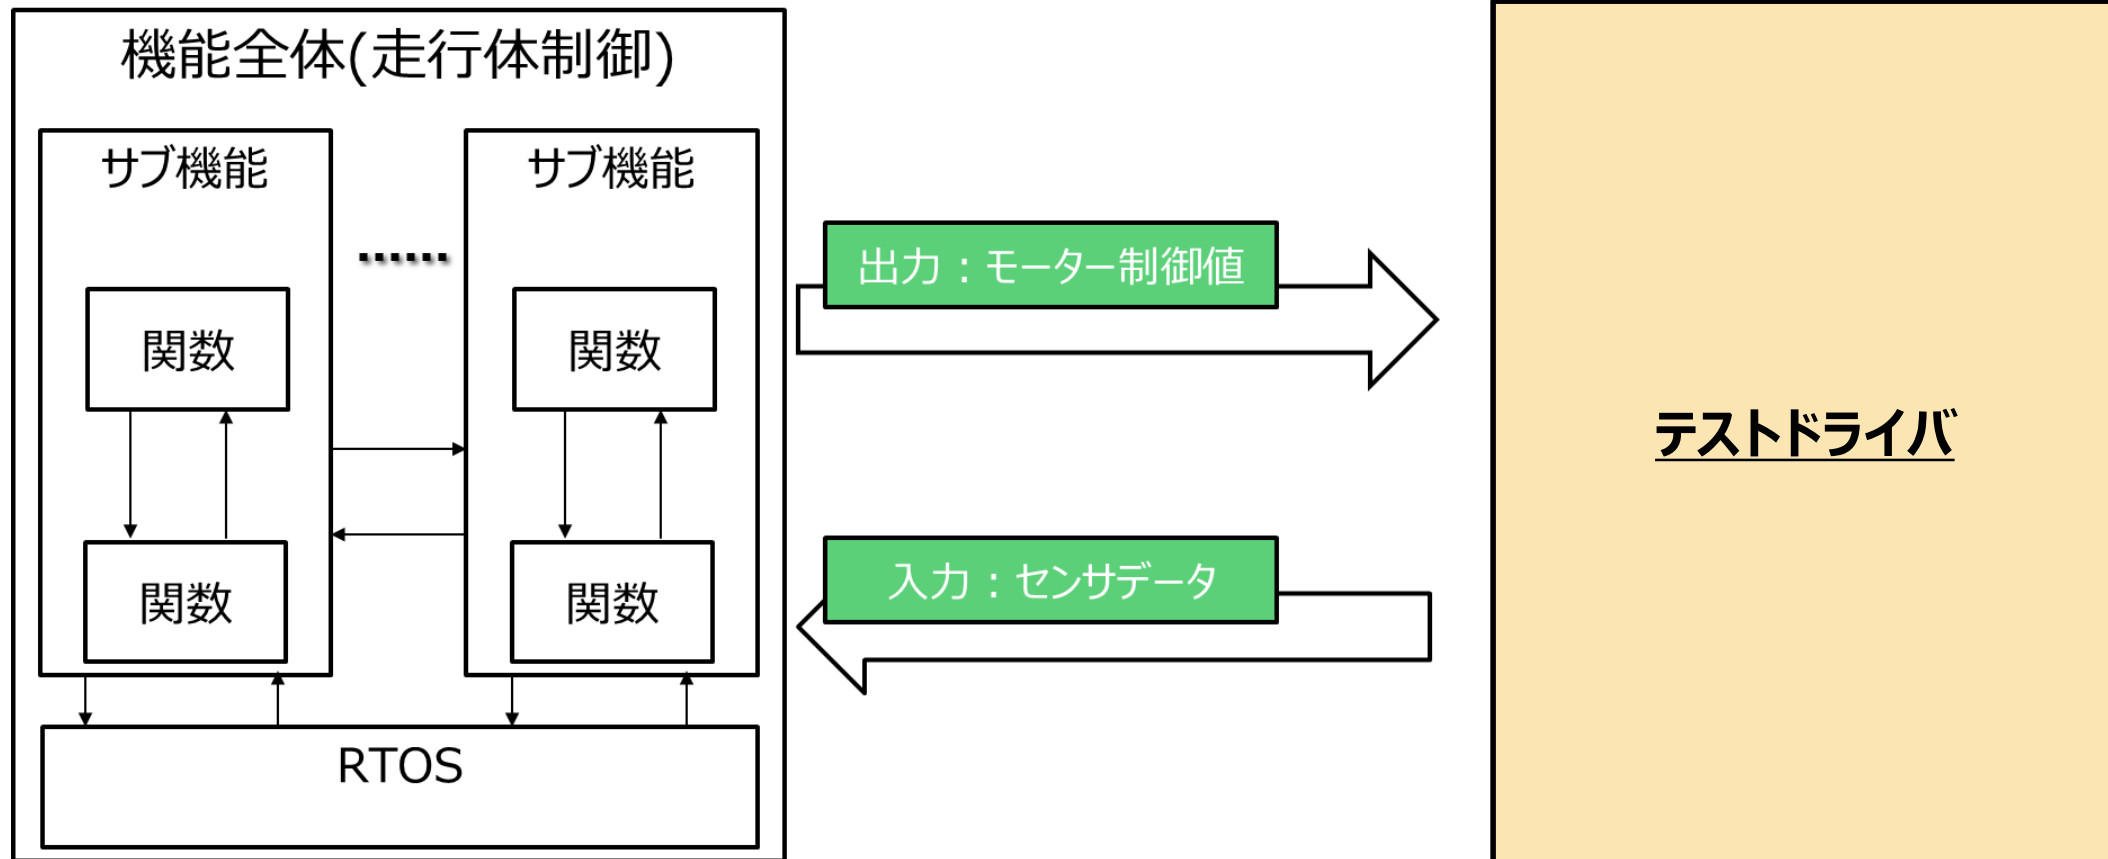 機能全体(走行体制御)
サブ機能
サブ機能
……
関数
関数
関数
関数
RTOS
出力：モーター制御値
入力：センサデータ
テストドライバ